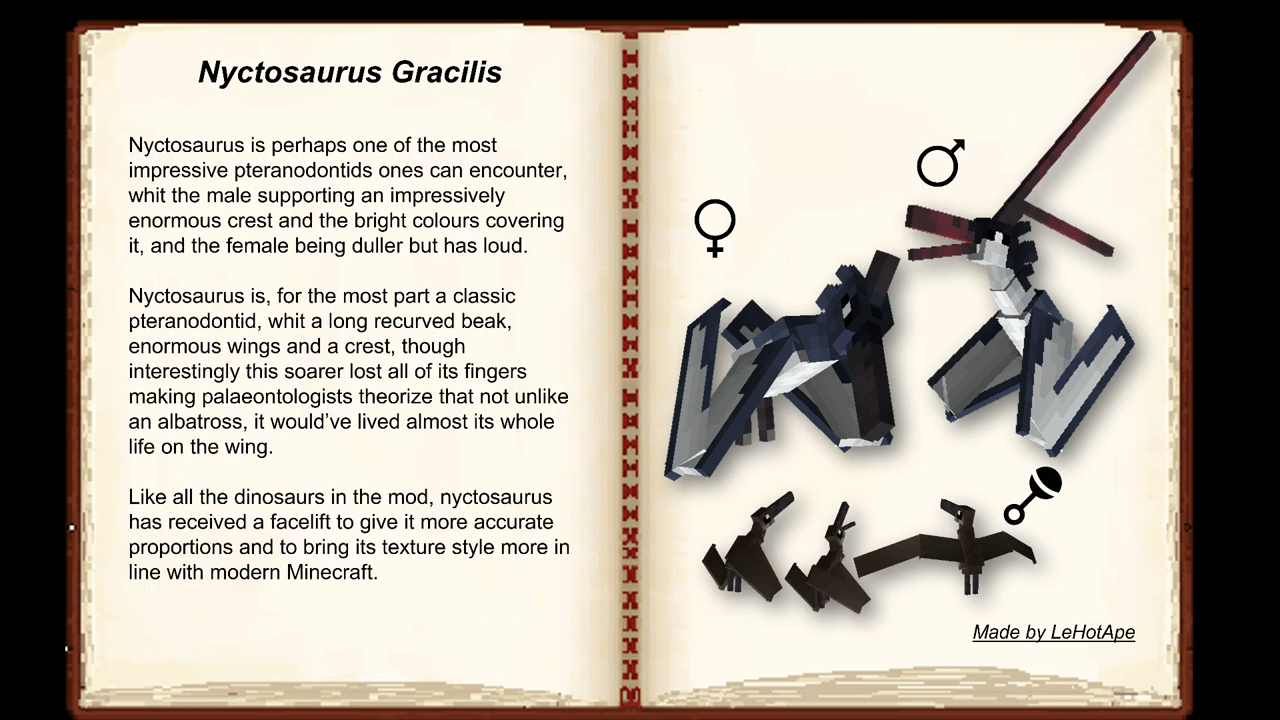 Nyctosaurus Gracilis
Nyctosaurus is perhaps one of the most
impressive pteranodontids ones can encounter,
whit the male supporting an impressively
enormous crest and the bright colours covering
it, and the female being duller but has loud.
Nyctosaurus is, for the most part a classic
pteranodontid, whit a long recurved beak,
enormous wings and a crest, though
interestingly this soarer lost all of its fingers
making palaeontologists theorize that not unlike
an albatross, it would've lived almost its whole
life on the wing.
Like all the dinosaurs in the mod, nyctosaurus
has received a facelift to give it more accurate
proportions and to bring its texture style more in
line with modern Minecraft.
Made by LeHotApe